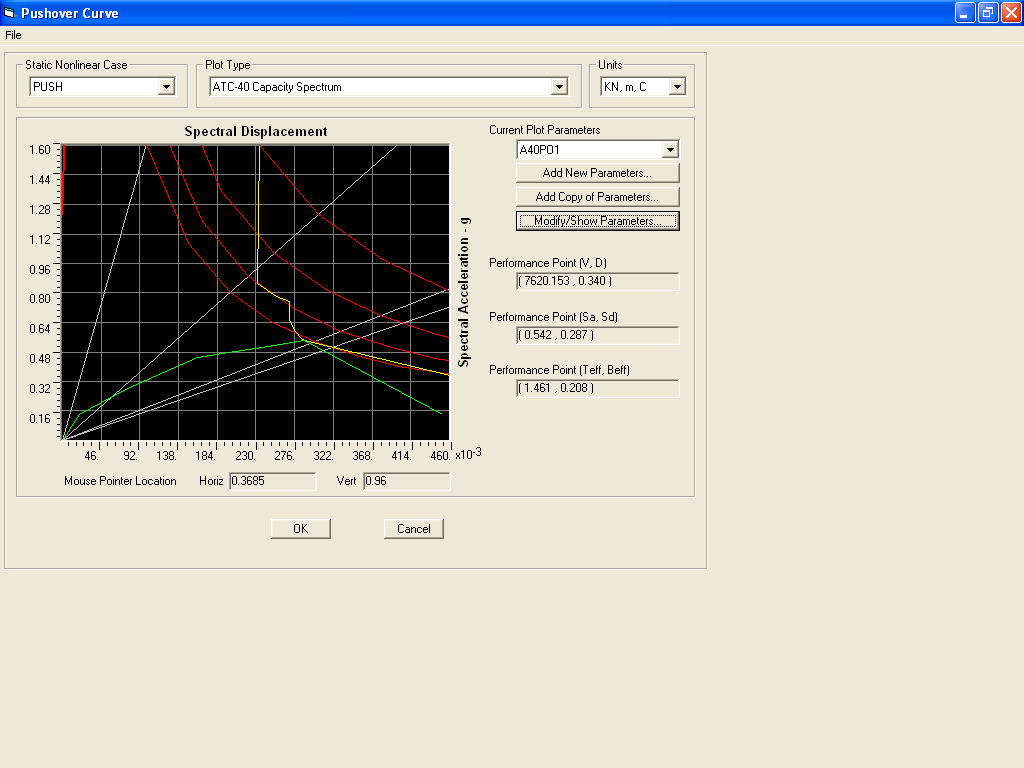 Pushover Curve
File
Static Nonlinear Case
PUSH
Plot Type
ATC-40 Capacity Spectrum
Units
KN, m, C
Spectral Displacement
1.60
1.44
1.28
1.12
0.96
0.80
0.64
0.48
0.32
0.16
46. 92. 138. 184. 230. 276. 322. 368. 414. 460. x10-3
Spectral Acceleration - g
Mouse Pointer Location Horiz 0.3685 Vert 0.96
Current Plot Parameters
A40PO1
Add New Parameters...
Add Copy of Parameters...
Modify/Show Parameters...
Performance Point (V, D)
( 7620.153 , 0.340 )
Performance Point (Sa, Sd)
( 0.542 , 0.287 )
Performance Point (Teff, Beff)
( 1.461 , 0.208 )
OK Cancel